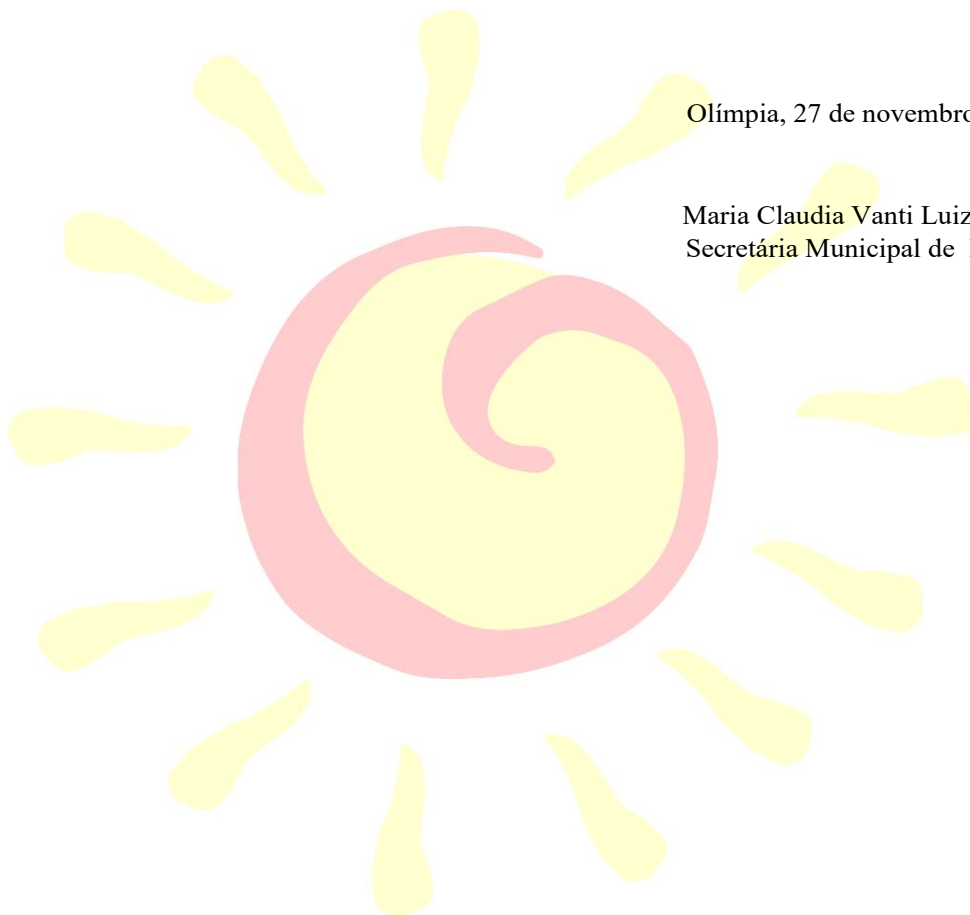 Olímpia, 27 de novembro
Maria Claudia Vanti Luiz
Secretária Municipal de